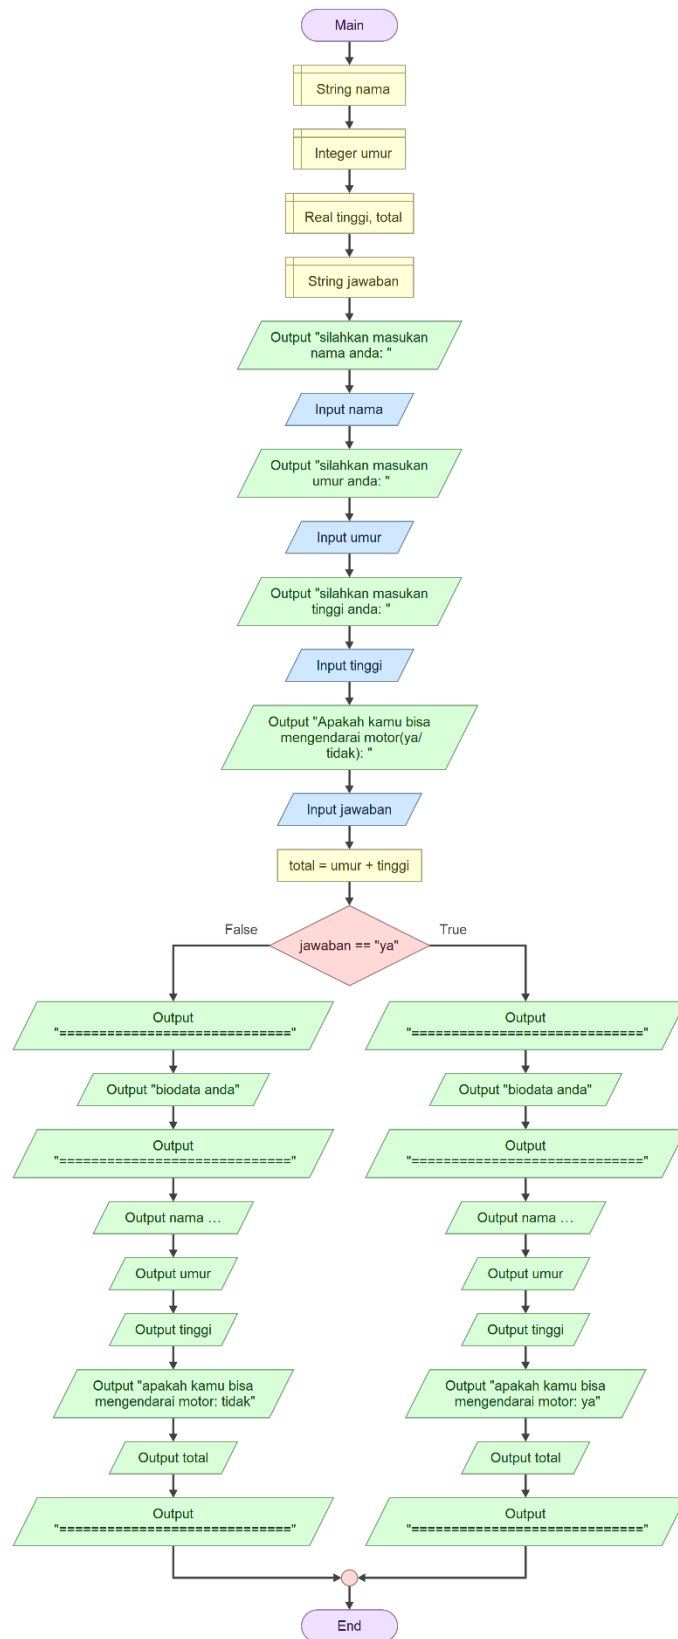 Main
String nama
Integer umur
Real tinggi, total
String jawaban
Output "silahkan masukan
nama anda: "
Input nama
Output "silahkan masukan
umur anda: "
Input umur
Output "silahkan masukan
tinggi anda: "
Input tinggi
Output "Apakah kamu bisa
mengendarai motor(ya/
tidak): "
Input jawaban
total = umur + tinggi
jawaban == "ya"
False
True
Output
"============================="
Output "biodata anda"
Output
"============================="
Output nama …
Output umur
Output tinggi
Output "apakah kamu bisa
mengendarai motor: tidak"
Output total
Output
"============================="
Output
"============================="
Output "biodata anda"
Output
"============================="
Output nama …
Output umur
Output tinggi
Output "apakah kamu bisa
mengendarai motor: ya"
Output total
Output
"============================="
End